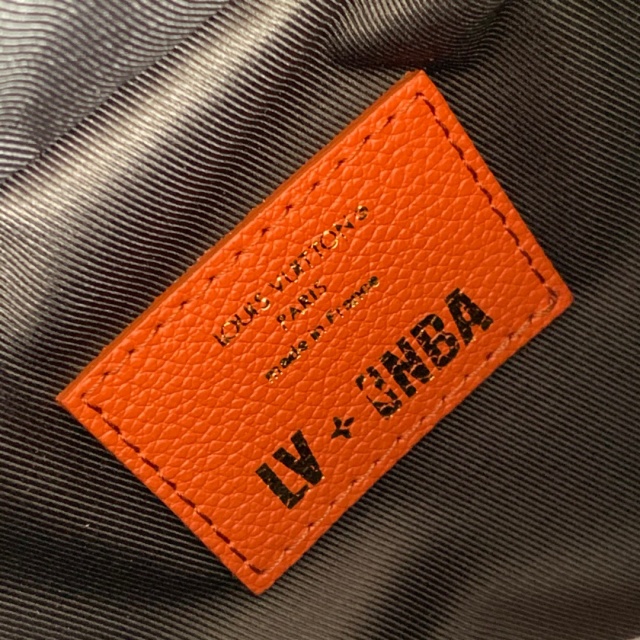 LOUIS VUITTON®
PARIS
made in France
LV + NBA